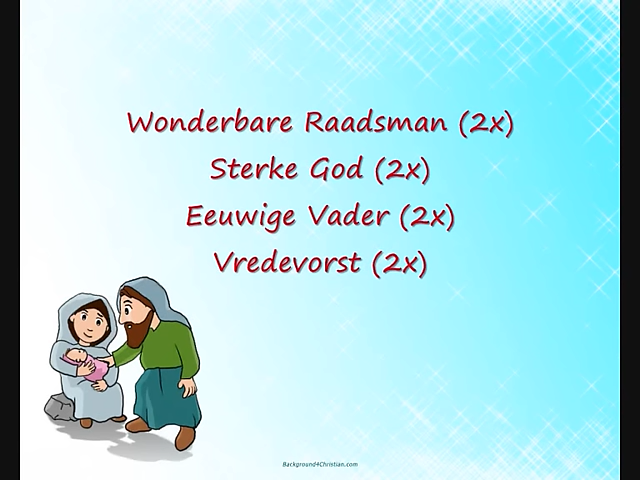 Wonderbare Raadsman (2x)
Sterke God (2x)
Eeuwige Vader (2x)
Vredevorst (2x)
Background4Christian.com